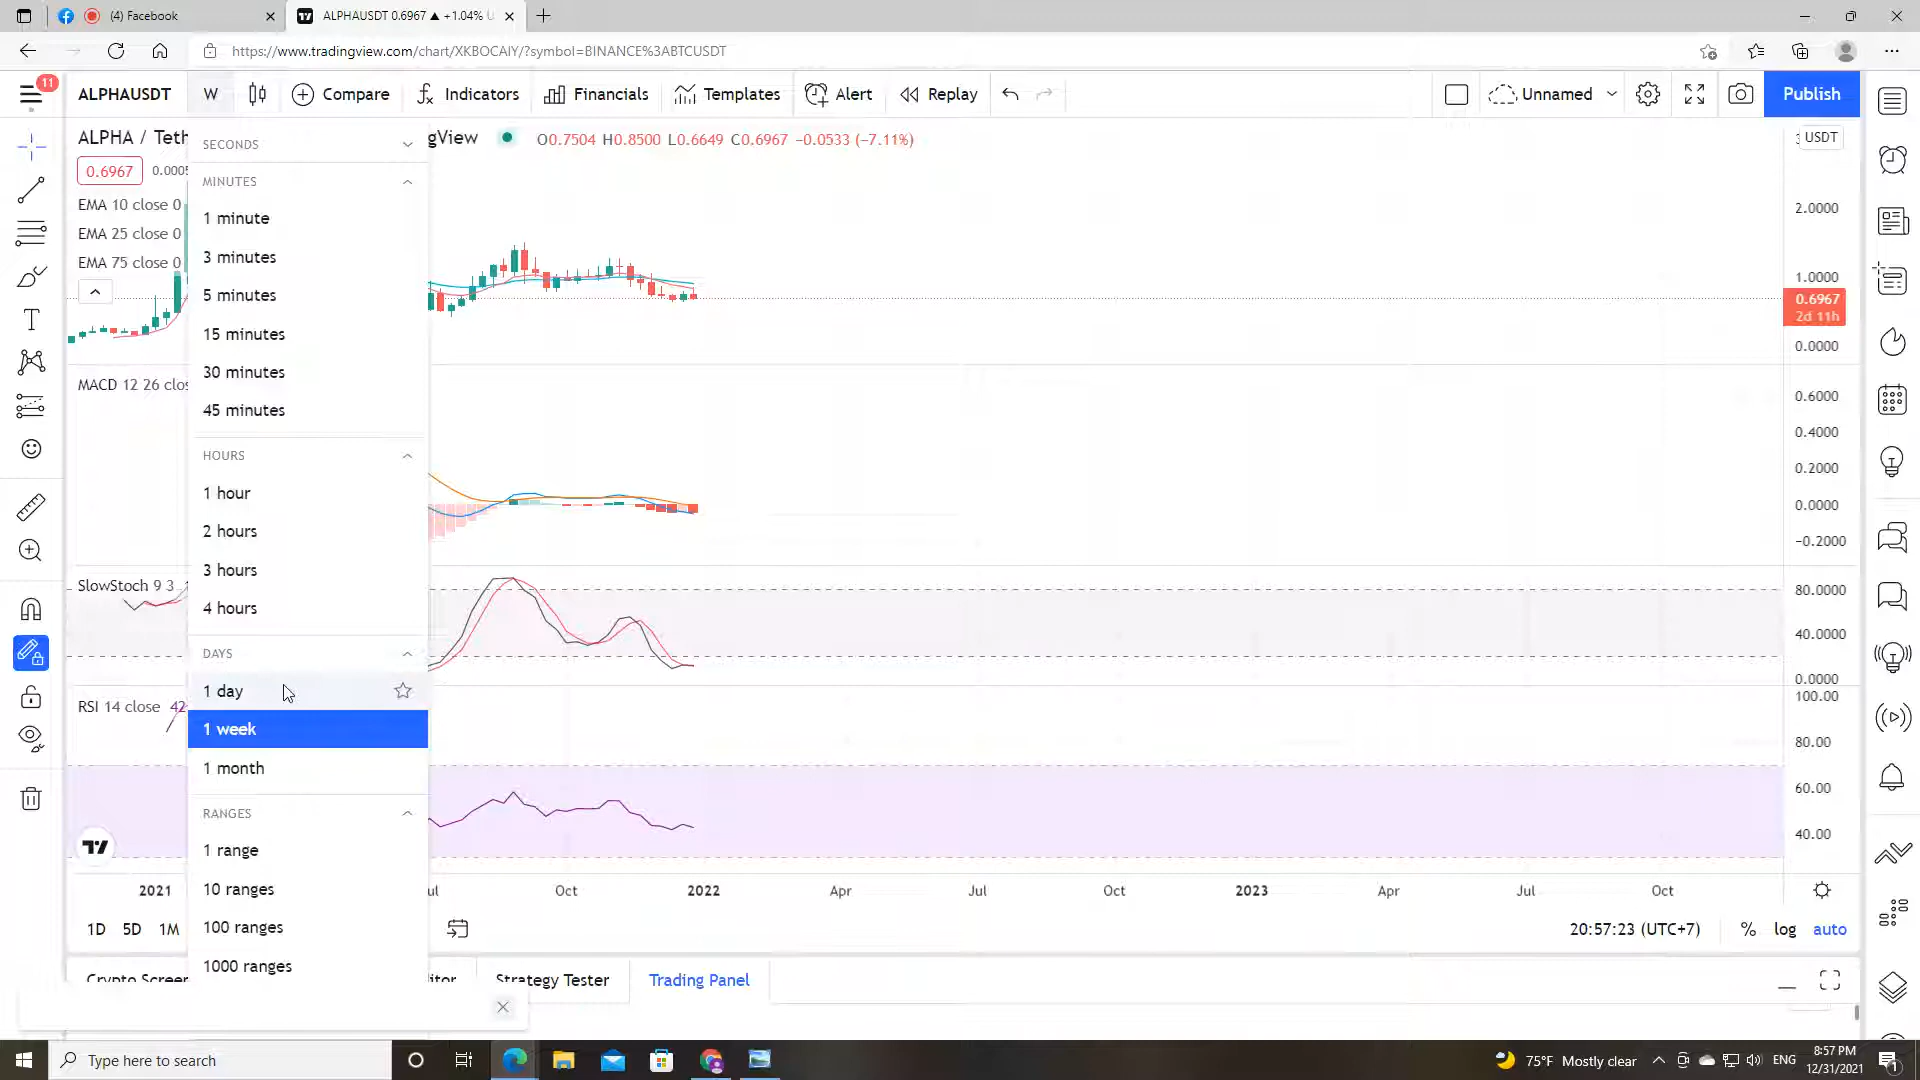 (4) Facebook
ALPHAUSDT 0.6967 ▲ +1.04% U
https://www.tradingview.com/chart/XKBOCAIY/?symbol=BINANCE%3ABTCUSDT
11
ALPHAUSDT W Compare Indicators Financials Templates Alert Replay Unnamed Publish
ALPHA / Teth gView O0.7504 H0.8500 L0.6649 C0.6967 −0.0533 (−7.11%)
USDT
0.6967 0.0005
EMA 10 close 0
EMA 25 close 0
EMA 75 close 0
SECONDS
MINUTES
1 minute
3 minutes
5 minutes
15 minutes
30 minutes
45 minutes
HOURS
1 hour
2 hours
3 hours
4 hours
DAYS
1 day
1 week
1 month
RANGES
1 range
10 ranges
100 ranges
1000 ranges
2.0000
1.0000
0.6967
2d 11h
0.0000
MACD 12 26 clos
0.6000
0.4000
0.2000
0.0000
−0.2000
SlowStoch 9 3
80.0000
40.0000
0.0000
RSI 14 close 42
100.00
80.00
60.00
40.00
2021 ul Oct 2022 Apr Jul Oct 2023 Apr Jul Oct
1D 5D 1M 20:57:23 (UTC+7) % log auto
Crypto Screen itor Strategy Tester Trading Panel
Type here to search 75°F Mostly clear ENG 8:57 PM
12/31/2021
1